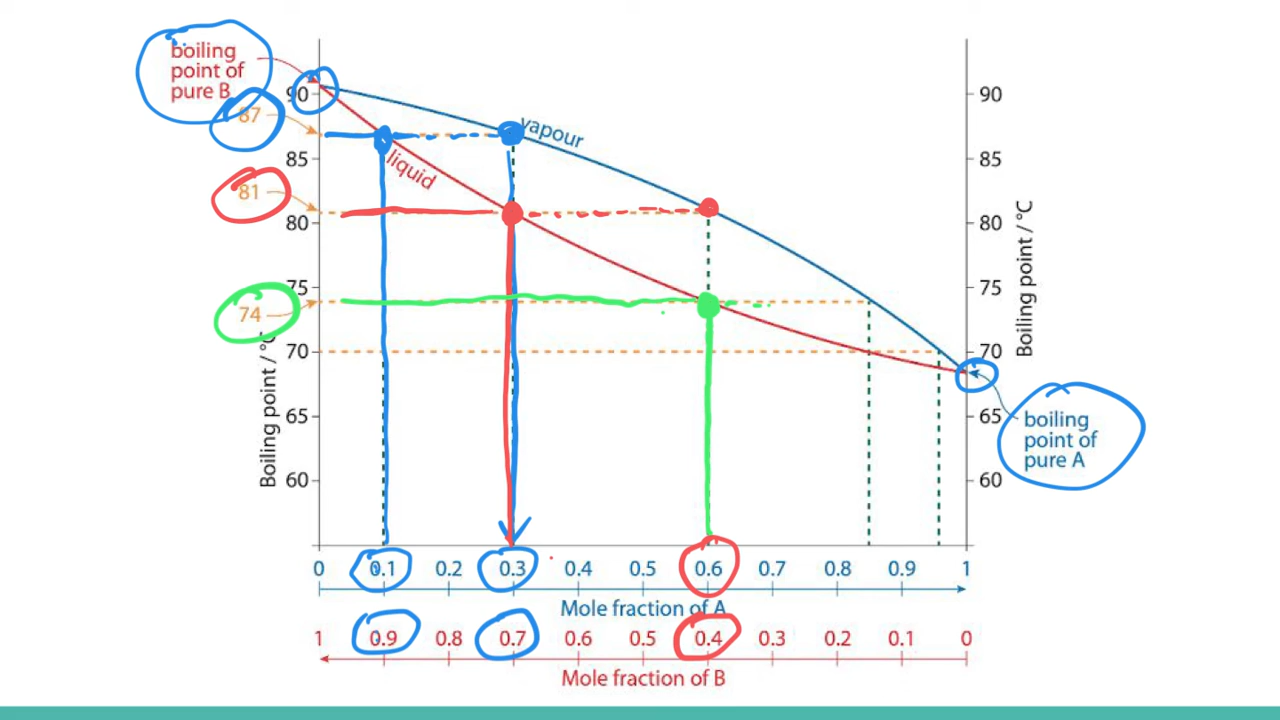 boiling
point of
pure B
87
81
74
90
85
80
75
70
65
60
Boiling point / °C
vapour
liquid
90
85
80
75
70
65
60
Boiling point / °C
boiling
point of
pure A
0 0.1 0.2 0.3 0.4 0.5 0.6 0.7 0.8 0.9 1
Mole fraction of A
1 0.9 0.8 0.7 0.6 0.5 0.4 0.3 0.2 0.1 0
Mole fraction of B